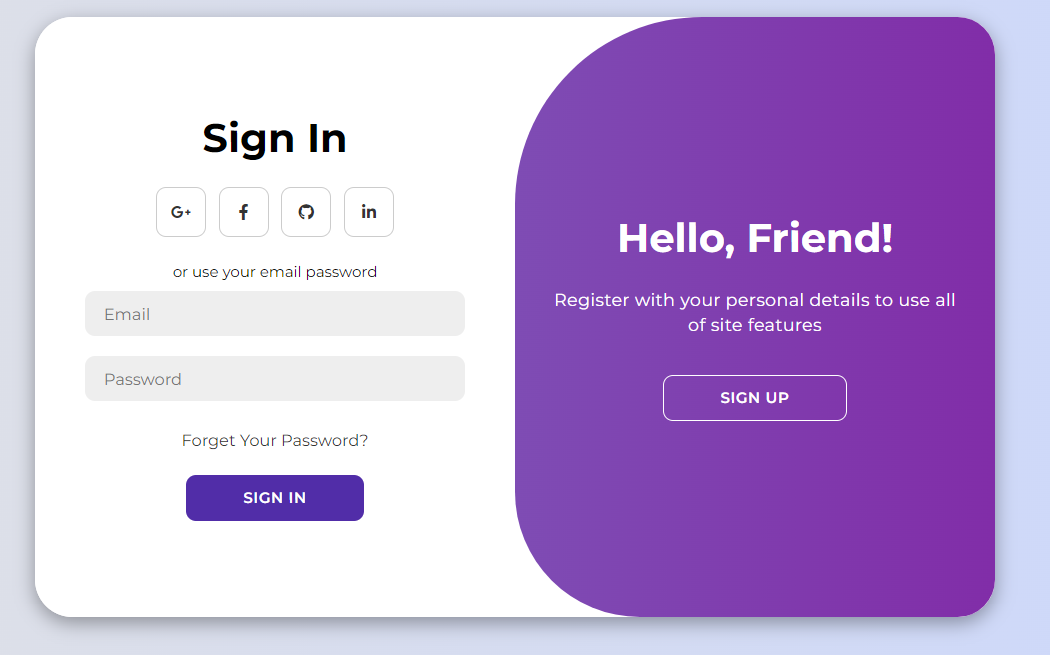 Sign In
G+
f
in
or use your email password
Email
Password
Forget Your Password?
SIGN IN
Hello, Friend!
Register with your personal details to use all
of site features
SIGN UP